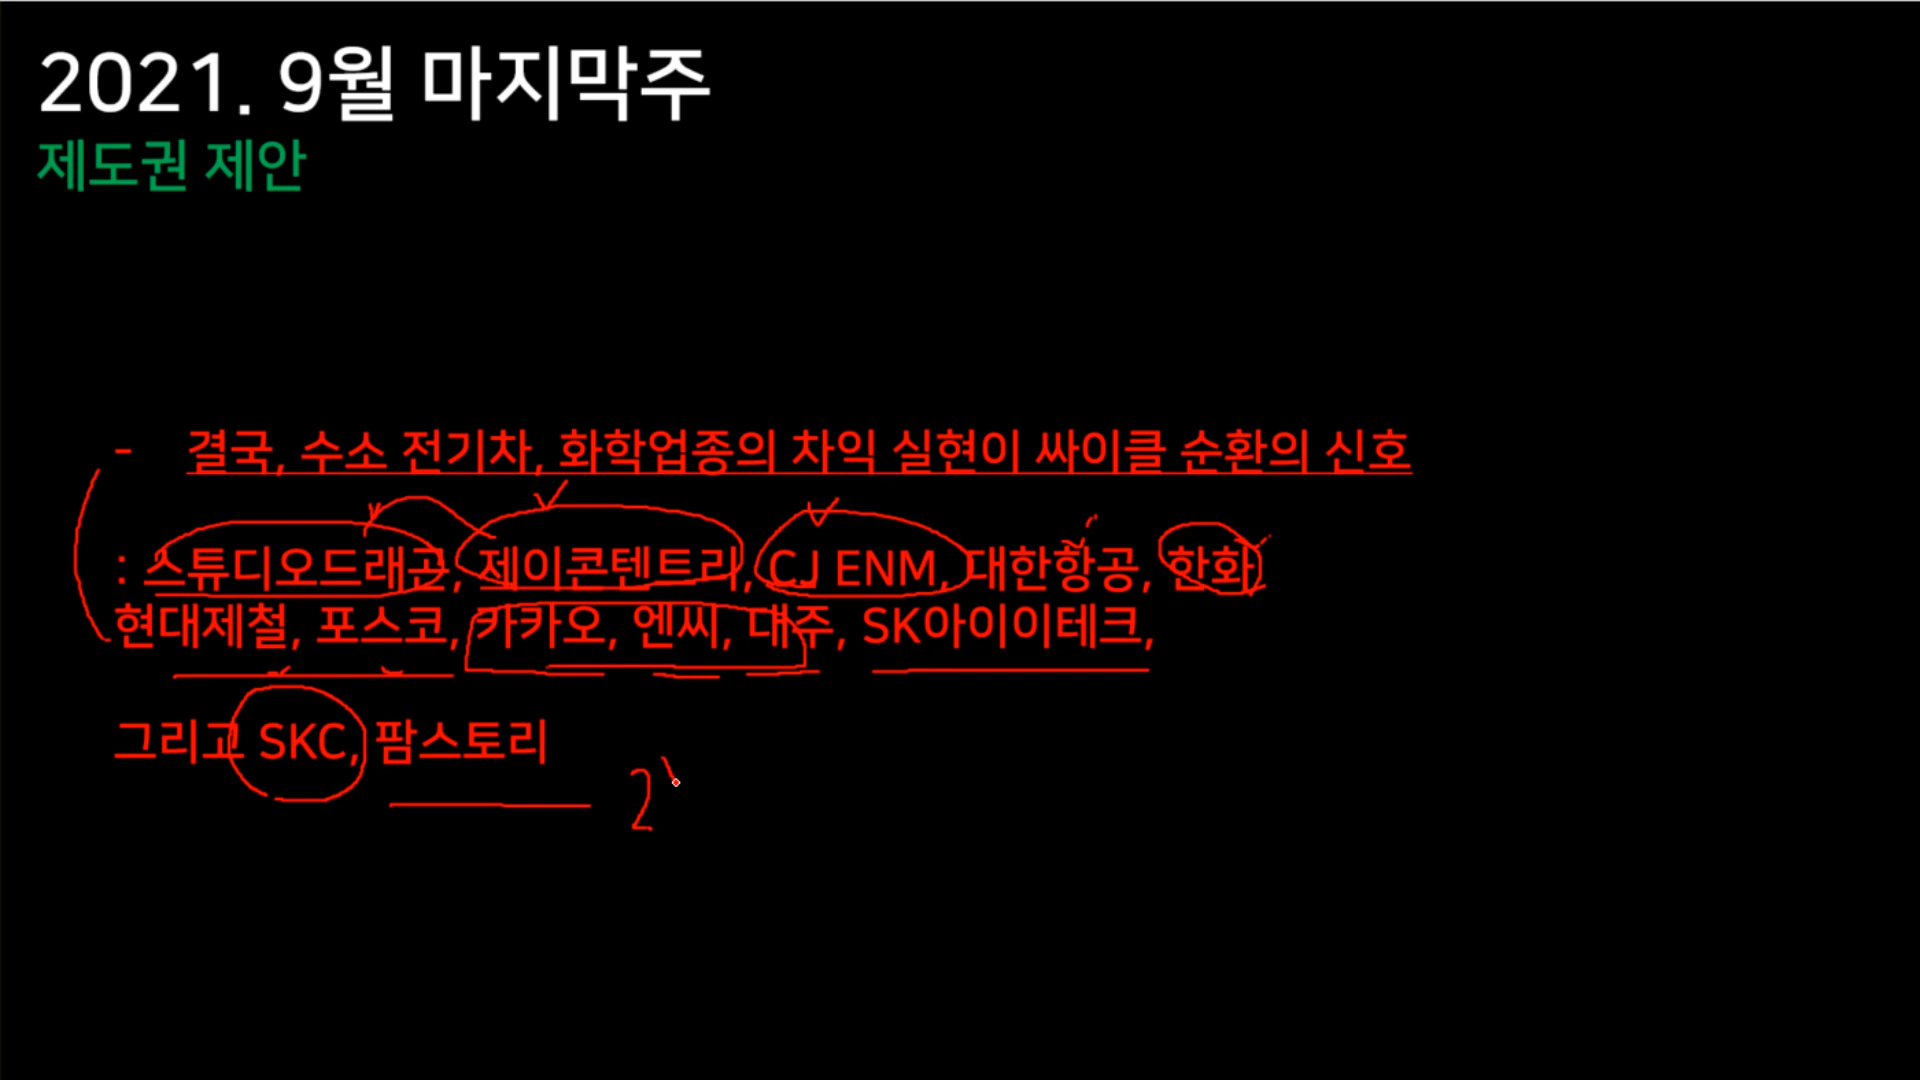 2021. 9월 마지막주
제도권 제안
- 결국, 수소 전기차, 화학업종의 차익 실현이 싸이클 순환의 신호
: 스튜디오드래곤, 제이콘텐트리, CJ ENM, 대한항공, 한화
현대제철, 포스코, 카카오, 엔씨, 대주, SK아이이테크,
그리고 SKC, 팜스토리
2